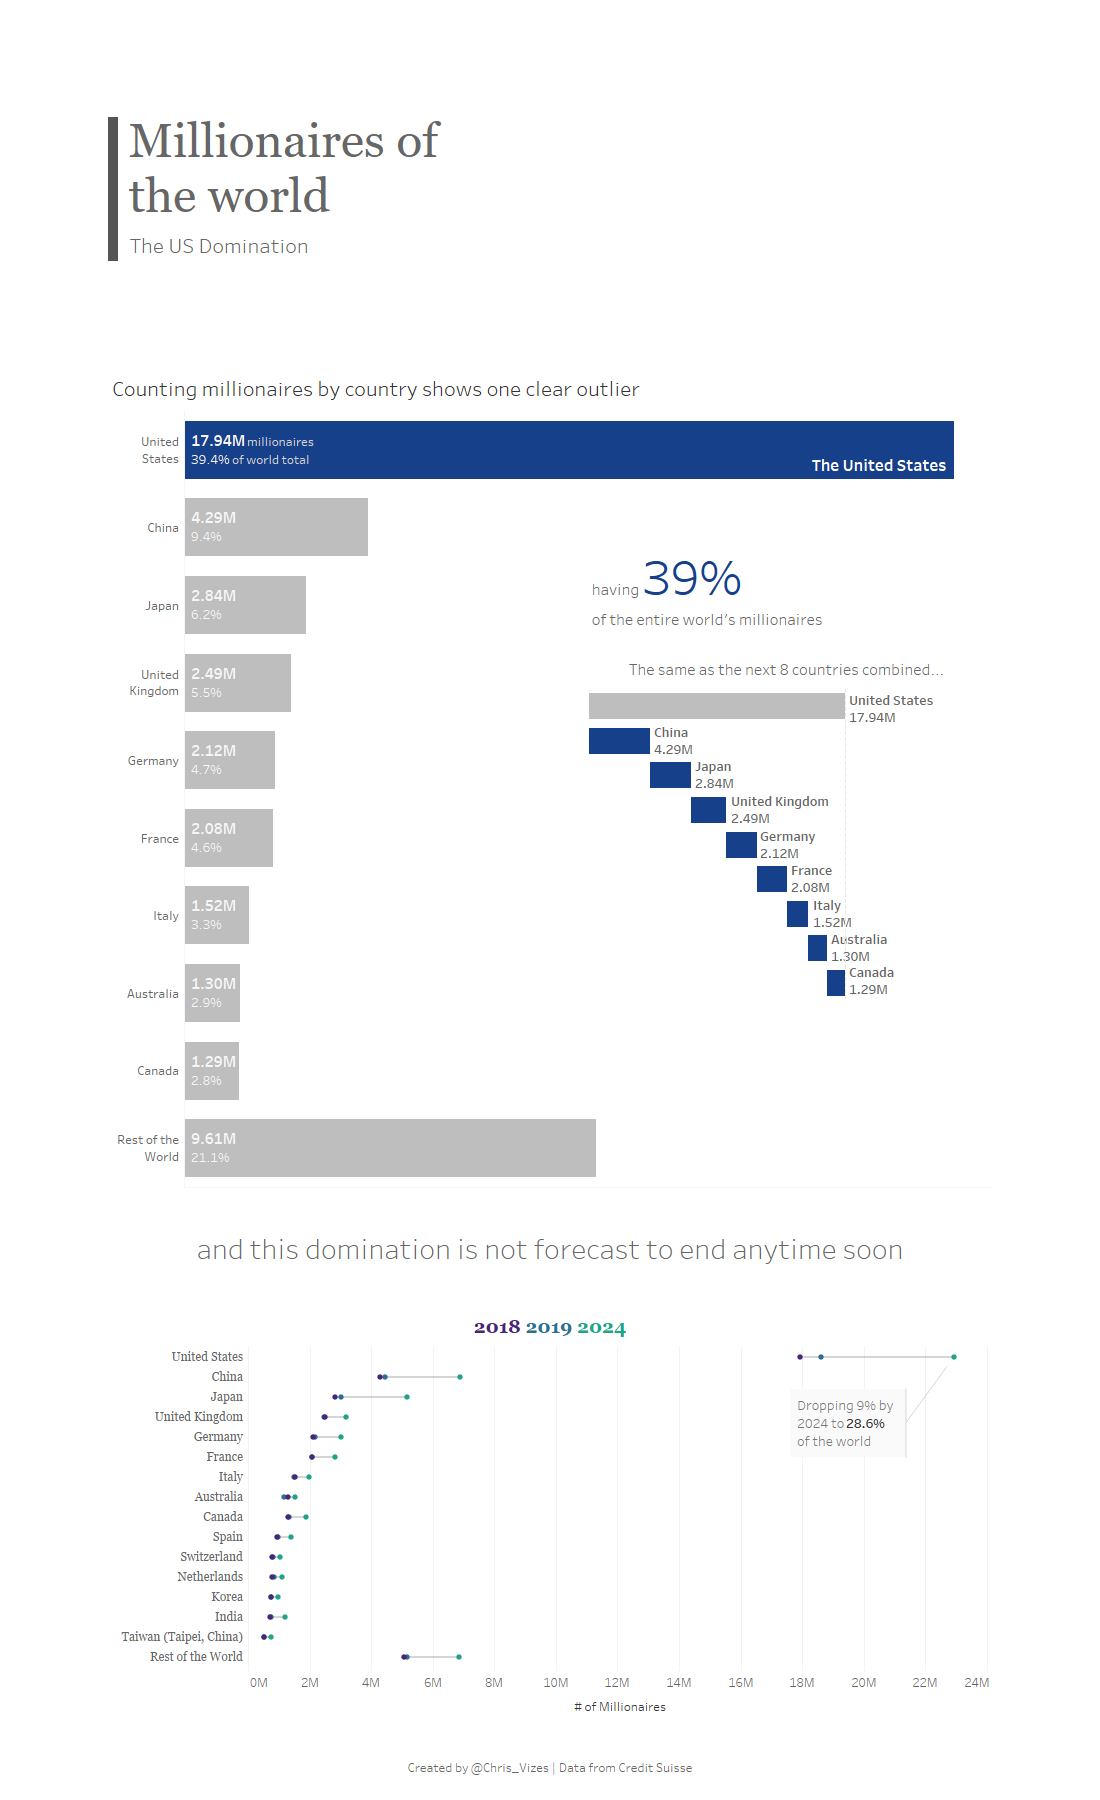 Millionaires of
the world
The US Domination
Counting millionaires by country shows one clear outlier
United
States
17.94M millionaires
39.4% of world total
The United States
China
4.29M
9.4%
Japan
2.84M
6.2%
United
Kingdom
2.49M
5.5%
Germany
2.12M
4.7%
France
2.08M
4.6%
Italy
1.52M
3.3%
Australia
1.30M
2.9%
Canada
1.29M
2.8%
Rest of the
World
9.61M
21.1%
having 39%
of the entire world's millionaires
The same as the next 8 countries combined...
United States
17.94M
China
4.29M
Japan
2.84M
United Kingdom
2.49M
Germany
2.12M
France
2.08M
Italy
1.52M
Australia
1.30M
Canada
1.29M
and this domination is not forecast to end anytime soon
2018 2019 2024
United States
China
Japan
United Kingdom
Germany
France
Italy
Australia
Canada
Spain
Switzerland
Netherlands
Korea
India
Taiwan (Taipei, China)
Rest of the World
Dropping 9% by
2024 to 28.6%
of the world
0M 2M 4M 6M 8M 10M 12M 14M 16M 18M 20M 22M 24M
# of Millionaires
Created by @Chris_Vizes | Data from Credit Suisse